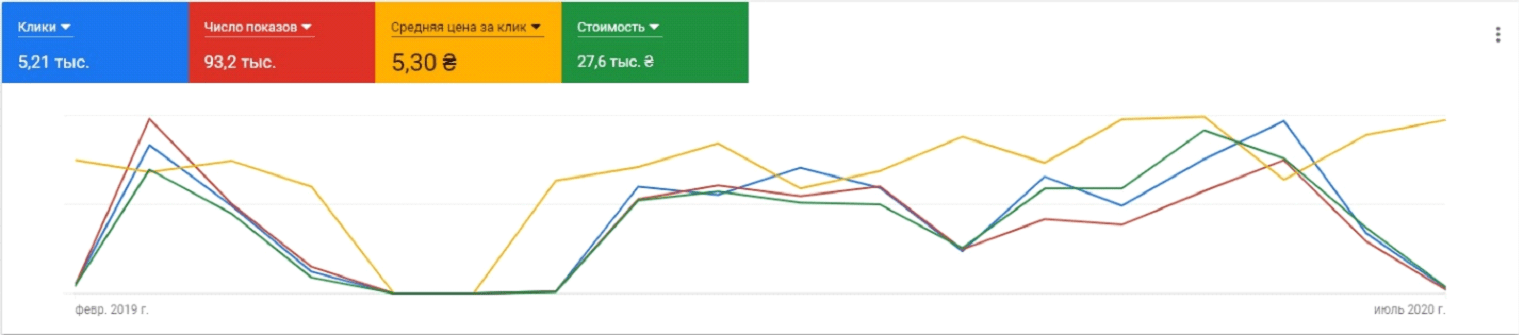 Клики Число показов Средняя цена за клик Стоимость
5,21 тыс. 93,2 тыс. 5,30 ₴ 27,6 тыс. ₴
февр. 2019 г. июль 2020 г.